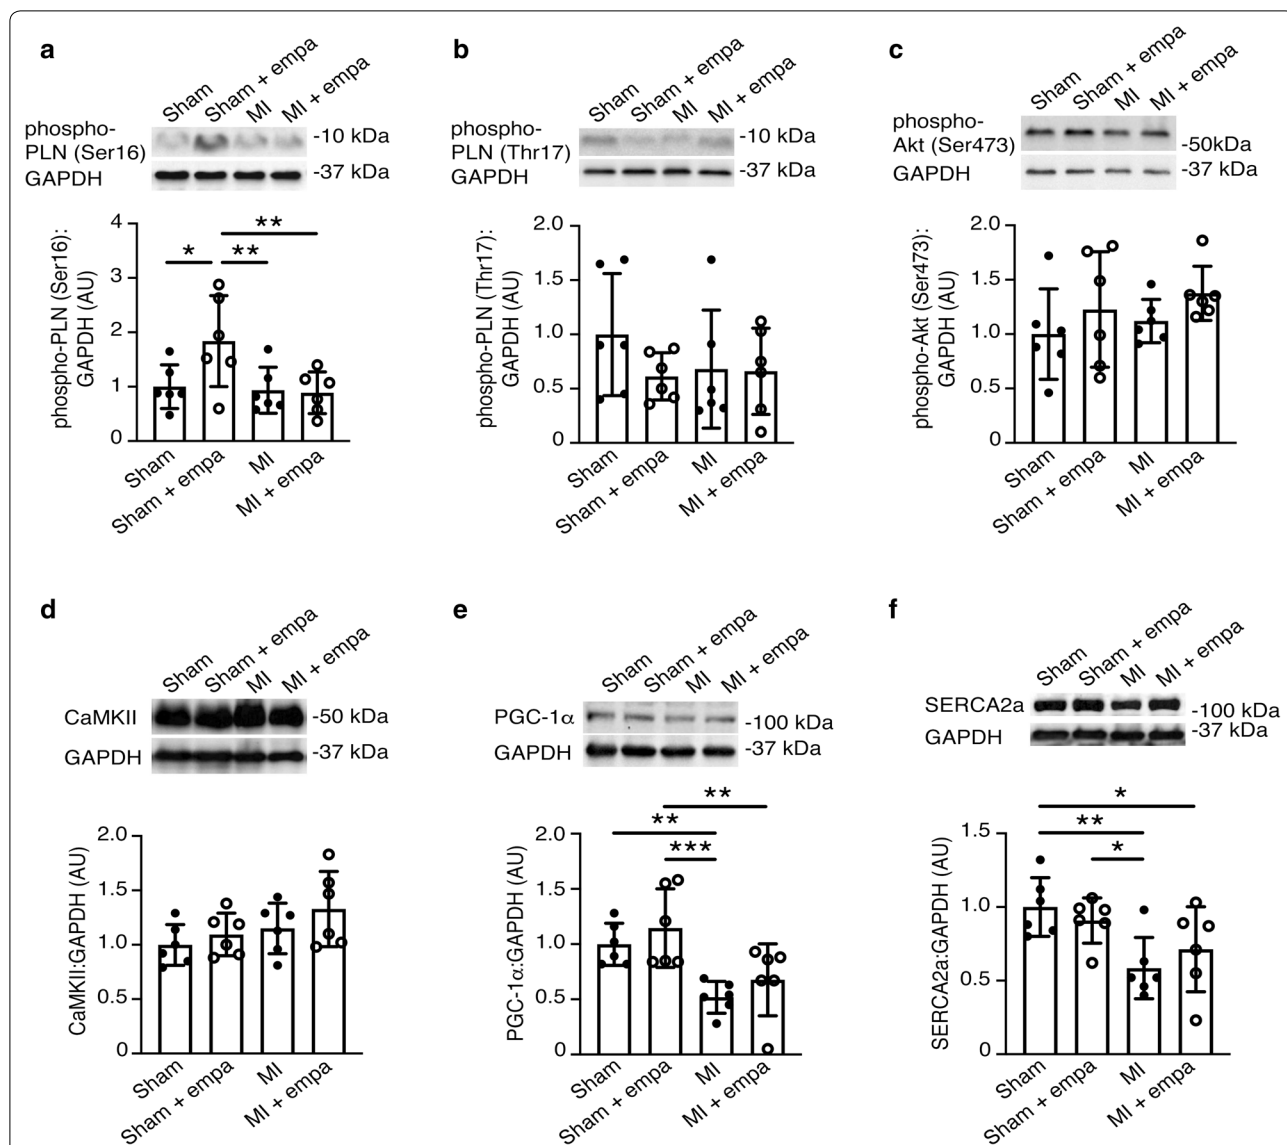 a
Sham
Sham + empa
MI
MI + empa
phospho-
PLN (Ser16)
-10 kDa
GAPDH
-37 kDa
phospho-PLN (Ser16):
GAPDH (AU)
4
3
2
1
0
*
**
**
Sham
Sham + empa
MI
MI + empa
b
Sham
Sham + empa
MI
MI + empa
phospho-
PLN (Thr17)
-10 kDa
GAPDH
-37 kDa
phospho-PLN (Thr17):
GAPDH (AU)
2.0
1.5
1.0
0.5
0
Sham
Sham + empa
MI
MI + empa
c
Sham
Sham + empa
MI
MI + empa
phospho-
Akt (Ser473)
-50kDa
GAPDH
-37 kDa
phospho-Akt (Ser473):
GAPDH (AU)
2.0
1.5
1.0
0.5
0
Sham
Sham + empa
MI
MI + empa
d
Sham
Sham + empa
MI
MI + empa
CaMKII
-50 kDa
GAPDH
-37 kDa
CaMKII:GAPDH (AU)
2.0
1.5
1.0
0.5
0
Sham
Sham + empa
MI
MI + empa
e
Sham
Sham + empa
MI
MI + empa
PGC-1α
-100 kDa
GAPDH
-37 kDa
PGC-1α:GAPDH (AU)
2.0
1.5
1.0
0.5
0
**
**
***
Sham
Sham + empa
MI
MI + empa
f
Sham
Sham + empa
MI
MI + empa
SERCA2a
-100 kDa
GAPDH
-37 kDa
SERCA2a:GAPDH (AU)
1.5
1.0
0.5
0
*
**
*
Sham
Sham + empa
MI
MI + empa